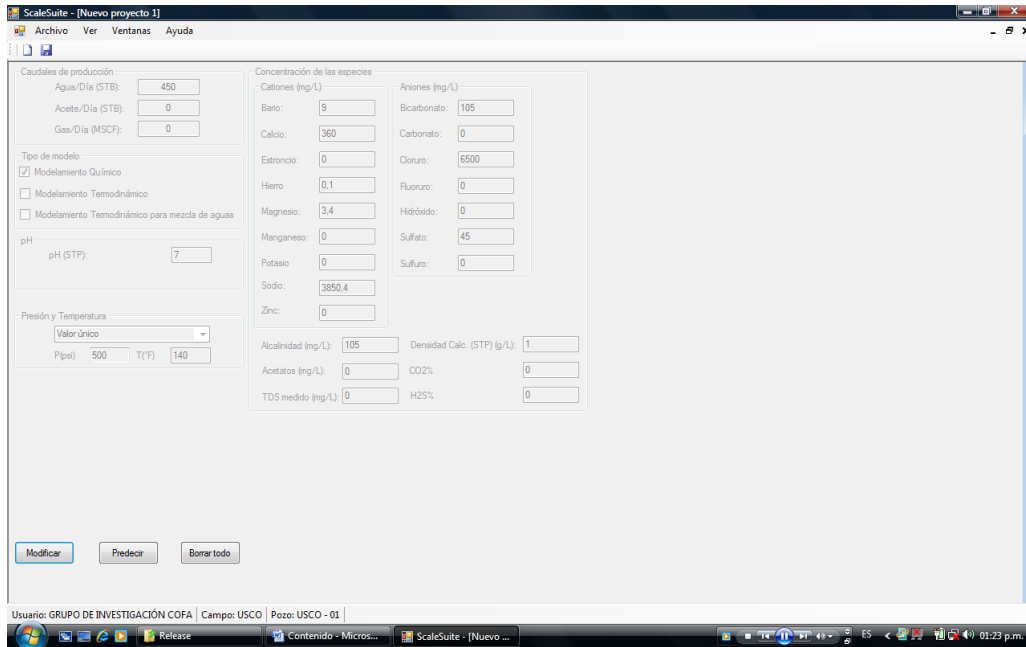 ScaleSuite - [Nuevo proyecto 1]
Archivo Ver Ventanas Ayuda
Caudales de producción
Agua/Día (STB): 450
Aceite/Día (STB): 0
Gas/Día (MSCF): 0
Tipo de modelo
Modelamiento Químico
Modelamiento Termodinámico
Modelamiento Termodinámico para mezcla de aguas
pH
pH (STP): 7
Presión y Temperatura
Valor único
P(psi) 500 T(°F) 140
Concentración de las especies
Cationes (mg/L)
Bario: 9
Calcio: 360
Estroncio: 0
Hierro 0,1
Magnesio: 3,4
Manganeso: 0
Potasio 0
Sodio: 3850,4
Zinc: 0
Aniones (mg/L)
Bicarbonato: 105
Carbonato: 0
Cloruro: 6500
Fluoruro: 0
Hidróxido: 0
Sulfato: 45
Sulfuro: 0
Alcalinidad (mg/L): 105 Densidad Calc. (STP) (g/L): 1
Acetatos (mg/L): 0 CO2% 0
TDS medido (mg/L): 0 H2S% 0
Modificar Predecir Borrar todo
Usuario: GRUPO DE INVESTIGACIÓN COFA Campo: USCO Pozo: USCO - 01
Release Contenido - Micros... ScaleSuite - [Nuevo ... ES 01:23 p.m.